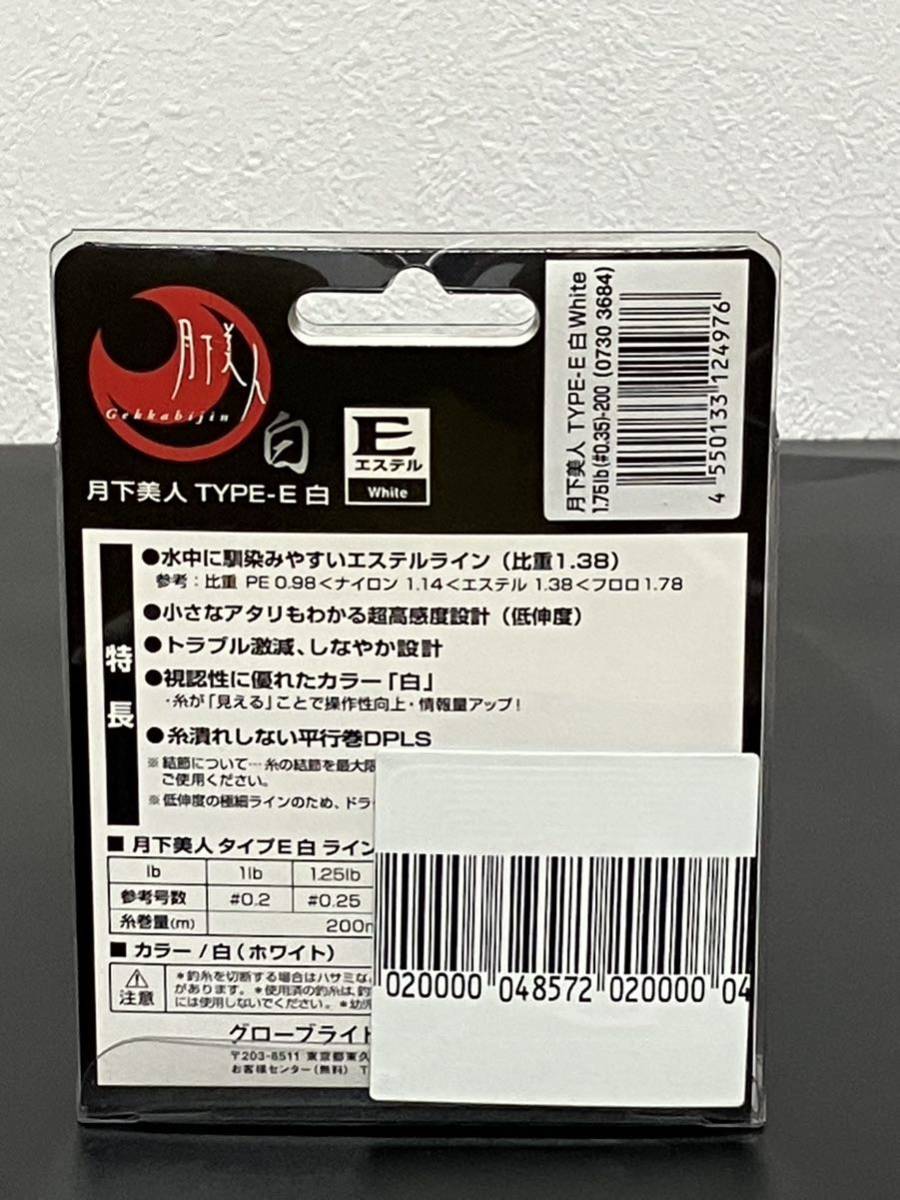 月下美人
Gekkabijin
白
E
エステル
White
月下美人 TYPE-E 白
月下美人 TYPE-E 白 White
1.75lb(#0.35)-200 (0730 3684)
4 550133 124976
特長
●水中に馴染みやすいエステルライン（比重1.38）
参考：比重 PE 0.98＜ナイロン 1.14＜エステル 1.38＜フロロ1.78
●小さなアタリもわかる超高感度設計（低伸度）
●トラブル激減、しなやか設計
●視認性に優れたカラー「白」
・糸が「見える」ことで操作性向上・情報量アップ！
●糸潰れしない平行巻DPLS
※結節について…糸の結節を最大限
ご使用ください。
※低伸度の極細ラインのため、ドラ
■ 月下美人 タイプE 白 ライン
lb 1lb 1.25lb
参考号数 #0.2 #0.25
糸巻量(m) 200m
■ カラー / 白（ホワイト）
注意
＊釣糸を切断する場合はハサミな
があります。＊使用済の釣糸は、釣
には使用しないでください。＊幼児
グローブライド
〒203-8511 東京都東久
お客様センター（無料） T
020000 048572 020000 04